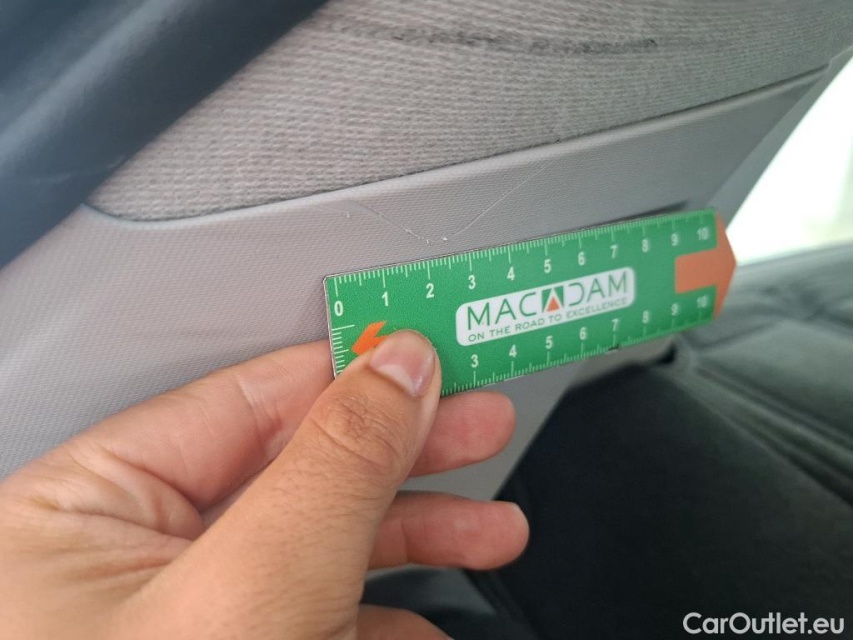 0 1 2 3 4 5 6 7 8 9 10
MACADAM
ON THE ROAD TO EXCELLENCE
3 4 5 6 7 8 9 10
CarOutlet.eu